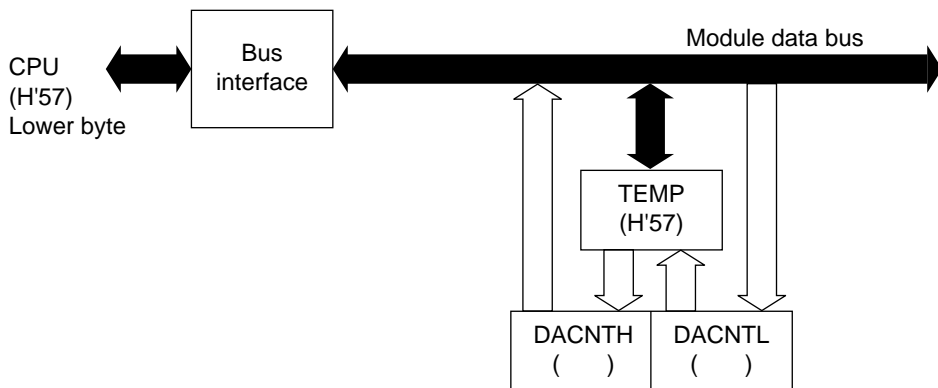 Module data bus
Bus
interface
CPU
(H'57)
Lower byte
TEMP
(H'57)
DACNTH
( )
DACNTL
( )